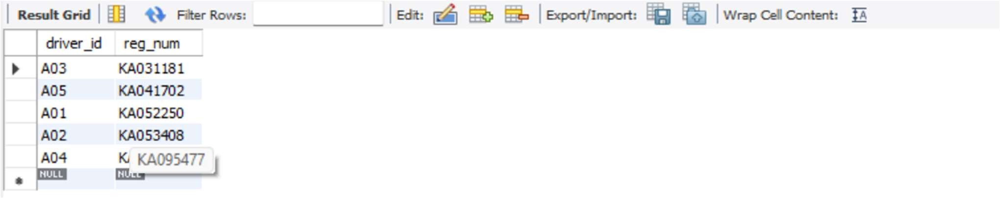 Result Grid Filter Rows: Edit: Export/Import: Wrap Cell Content: A
driver_id reg_num
A03 KA031181
A05 KA041702
A01 KA052250
A02 KA053408
A04 KA095477
NULL NULL